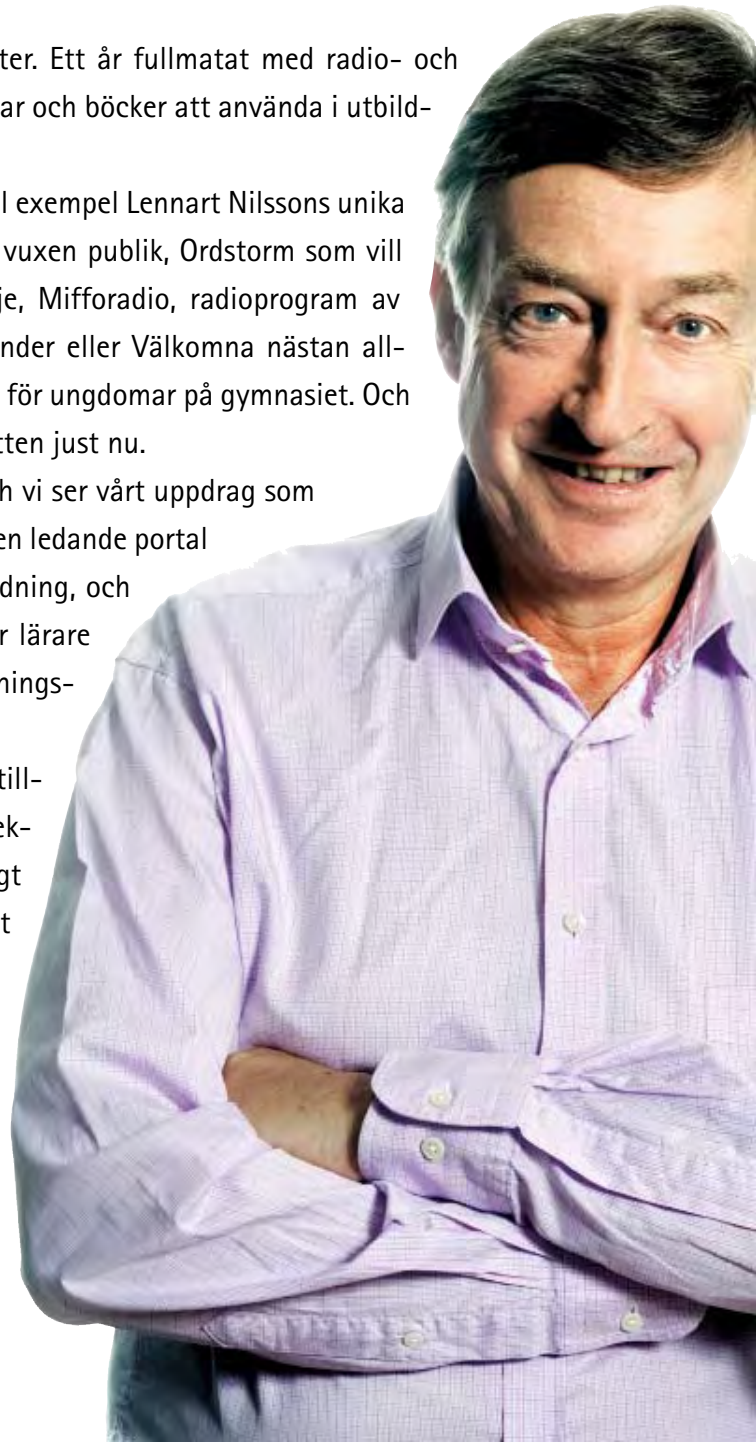 ter. Ett år fullmatat med radio- och
ar och böcker att använda i utbild-
l exempel Lennart Nilssons unika
vuxen publik, Ordstorm som vill
je, Mifforadio, radioprogram av
nder eller Välkomna nästan all-
för ungdomar på gymnasiet. Och
tten just nu.
h vi ser vårt uppdrag som
en ledande portal
dning, och
r lärare
nings-
till-
ek-
gt
t